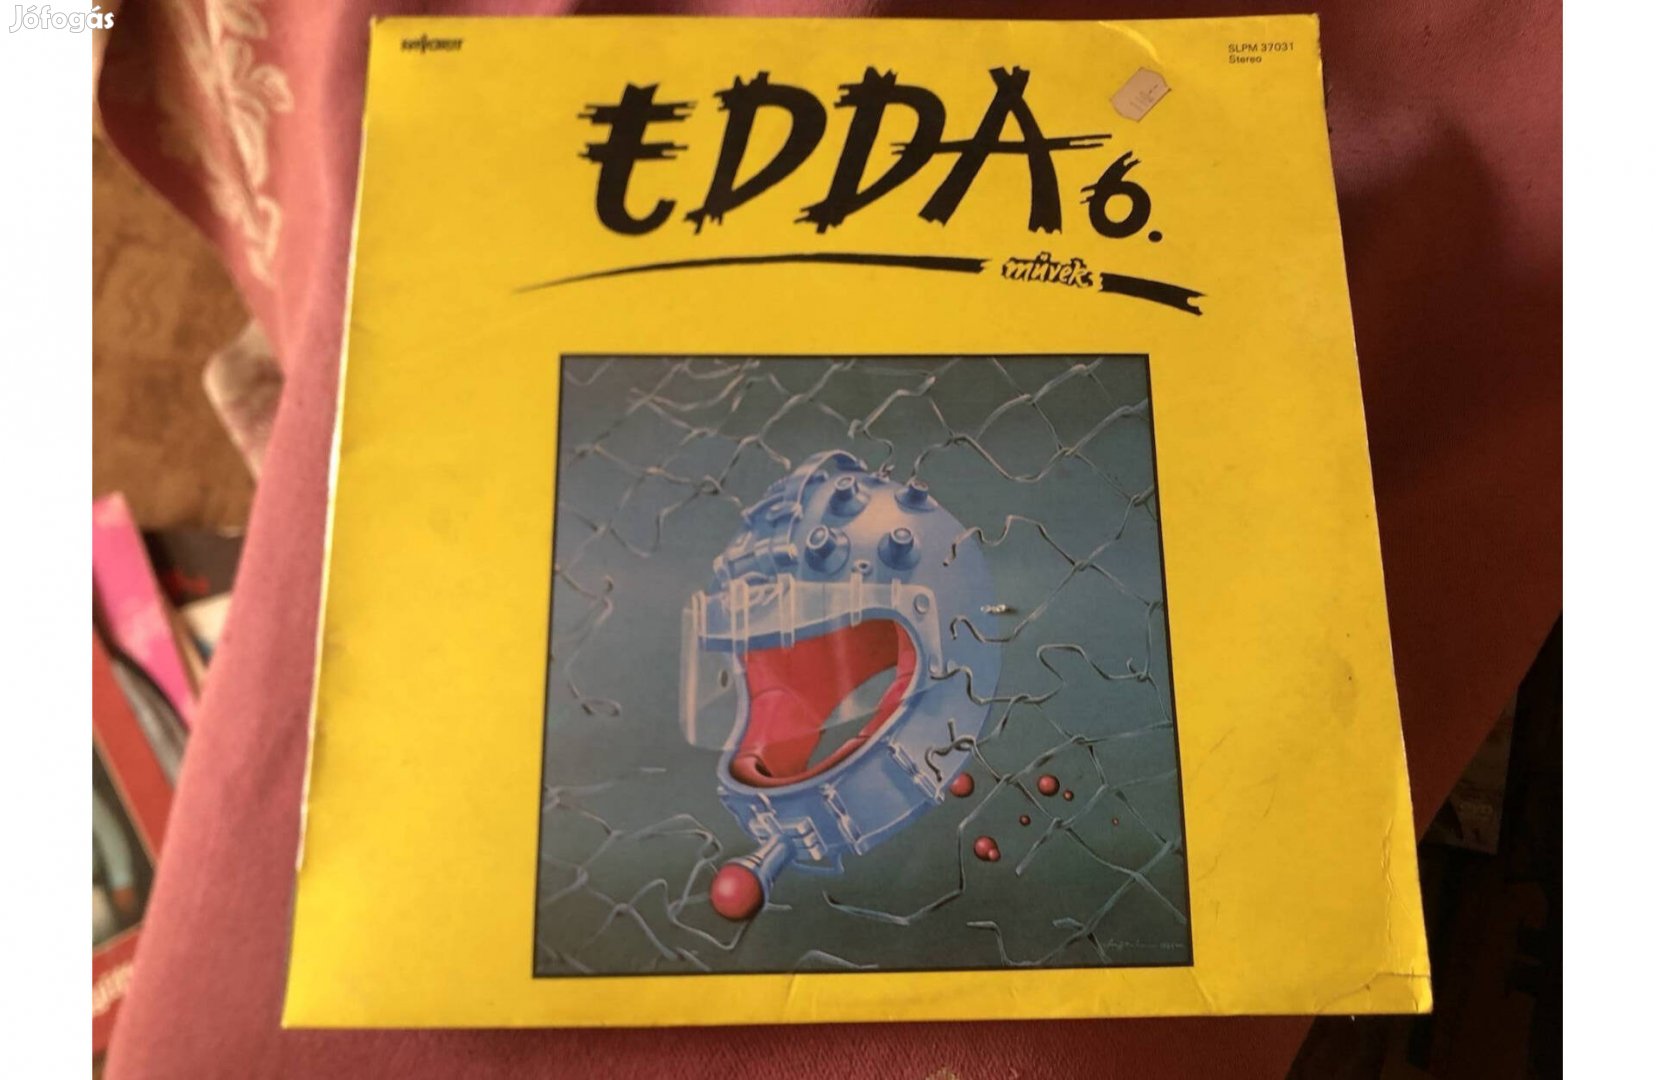 Jófogás
SLPM 37031
Stereo
EDDA 6.
művek